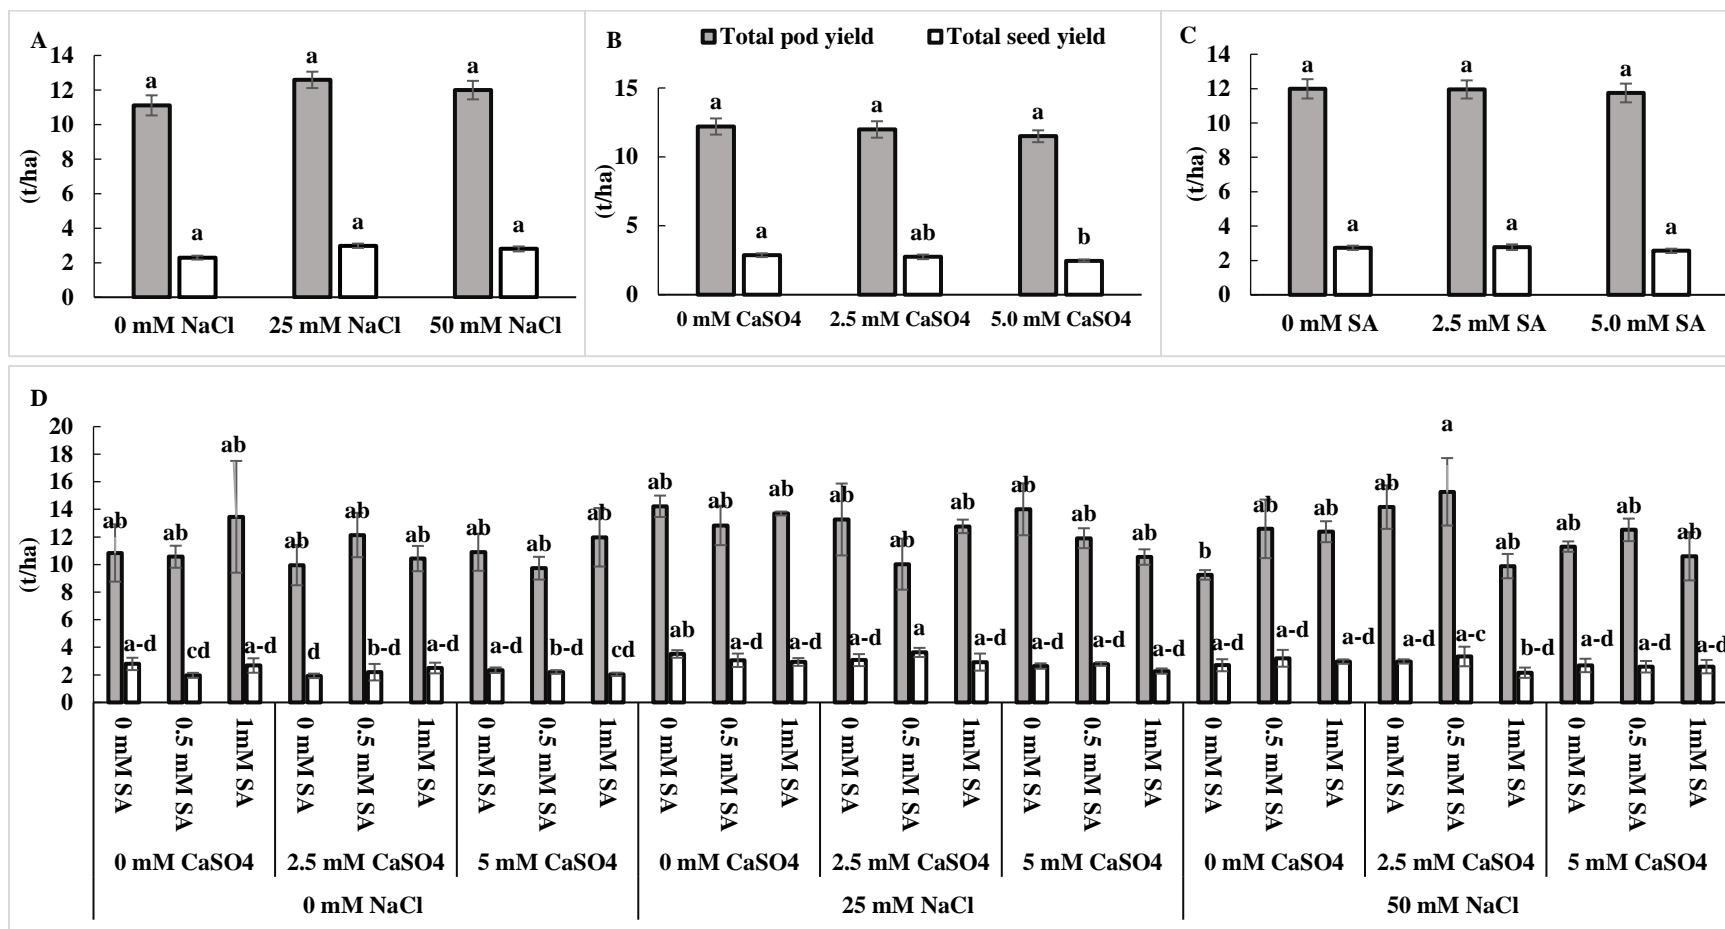 A
14
12
10
8
6
4
2
0
(t/ha)
a a a a a a
0 mM NaCl 25 mM NaCl 50 mM NaCl
B
Total pod yield Total seed yield
15
10
5
0
(t/ha)
a a a ab a b
0 mM CaSO4 2.5 mM CaSO4 5.0 mM CaSO4
C
14
12
10
8
6
4
2
0
(t/ha)
a a a a a a
0 mM SA 2.5 mM SA 5.0 mM SA
D
20
18
16
14
12
10
8
6
4
2
0
(t/ha)
ab ab ab ab ab ab ab ab ab ab ab ab ab ab ab ab ab ab b ab ab ab a ab ab ab ab
a-d cd a-d d b-d a-d a-d b-d cd ab a-d a-d a-d a a-d a-d a-d a-d a-d a-d a-d a-d a-c b-d a-d a-d a-d
0 mM SA 0.5 mM SA 1mM SA 0 mM SA 0.5 mM SA 1mM SA 0 mM SA 0.5 mM SA 1mM SA 0 mM SA 0.5 mM SA 1mM SA 0 mM SA 0.5 mM SA 1mM SA 0 mM SA 0.5 mM SA 1mM SA 0 mM SA 0.5 mM SA 1mM SA 0 mM SA 0.5 mM SA 1mM SA 0 mM SA 0.5 mM SA 1mM SA
0 mM CaSO4 2.5 mM CaSO4 5 mM CaSO4 0 mM CaSO4 2.5 mM CaSO4 5 mM CaSO4 0 mM CaSO4 2.5 mM CaSO4 5 mM CaSO4
0 mM NaCl 25 mM NaCl 50 mM NaCl